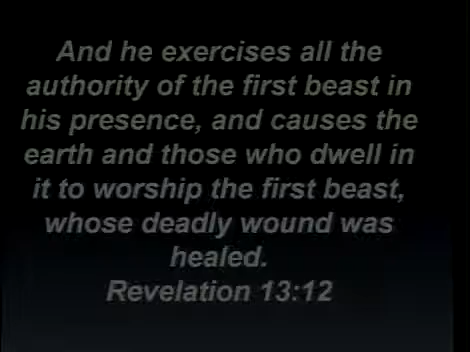 And he exercises all the
authority of the first beast in
his presence, and causes the
earth and those who dwell in
it to worship the first beast,
whose deadly wound was
healed.
Revelation 13:12